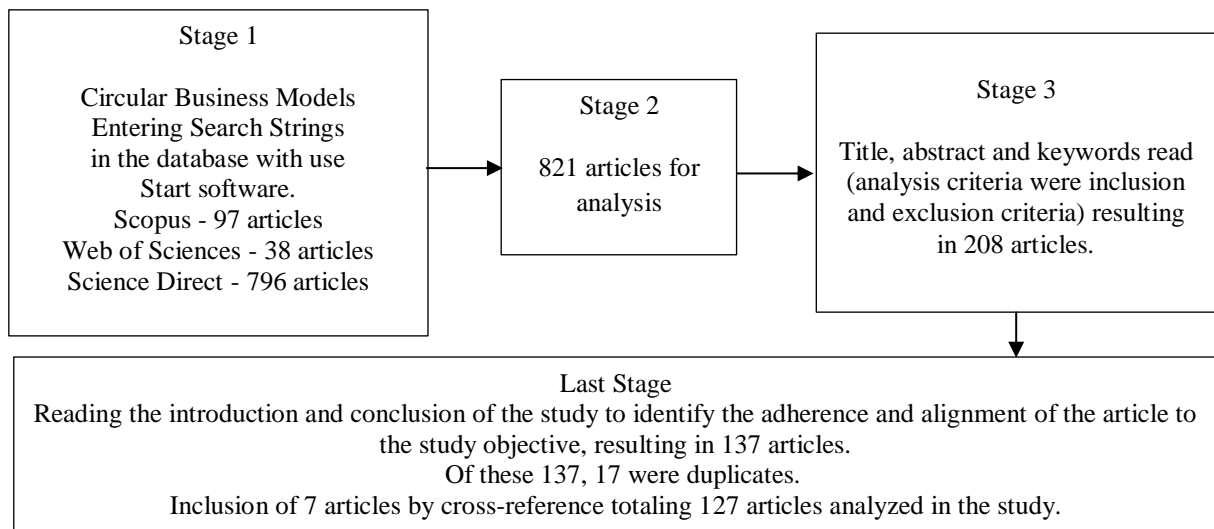 Stage 1
Circular Business Models
Entering Search Strings
in the database with use
Start software.
Scopus - 97 articles
Web of Sciences - 38 articles
Science Direct - 796 articles
Stage 2
821 articles for
analysis
Stage 3
Title, abstract and keywords read
(analysis criteria were inclusion
and exclusion criteria) resulting
in 208 articles.
Last Stage
Reading the introduction and conclusion of the study to identify the adherence and alignment of the article to
the study objective, resulting in 137 articles.
Of these 137, 17 were duplicates.
Inclusion of 7 articles by cross-reference totaling 127 articles analyzed in the study.